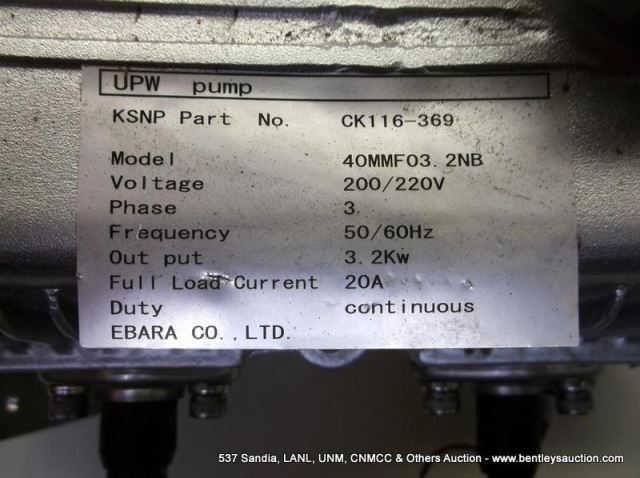 UPW pump
KSNP Part No. CK116-369
Model 40MMF03.2NB
Voltage 200/220V
Phase 3
Frequency 50/60Hz
Out put 3.2Kw
Full Load Current 20A
Duty continuous
EBARA CO.,LTD.
537 Sandia, LANL, UNM, CNMCC & Others Auction - www.bentleysauction.com